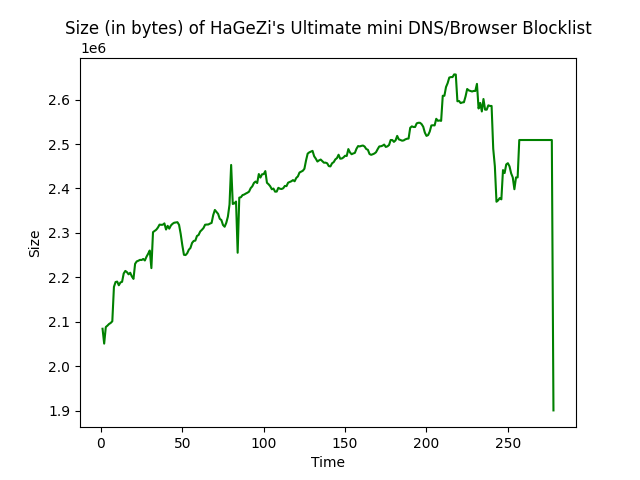 Size (in bytes) of HaGeZi's Ultimate mini DNS/Browser Blocklist
1e6
2.6
2.5
2.4
2.3
2.2
2.1
2.0
1.9
Size
0 50 100 150 200 250
Time